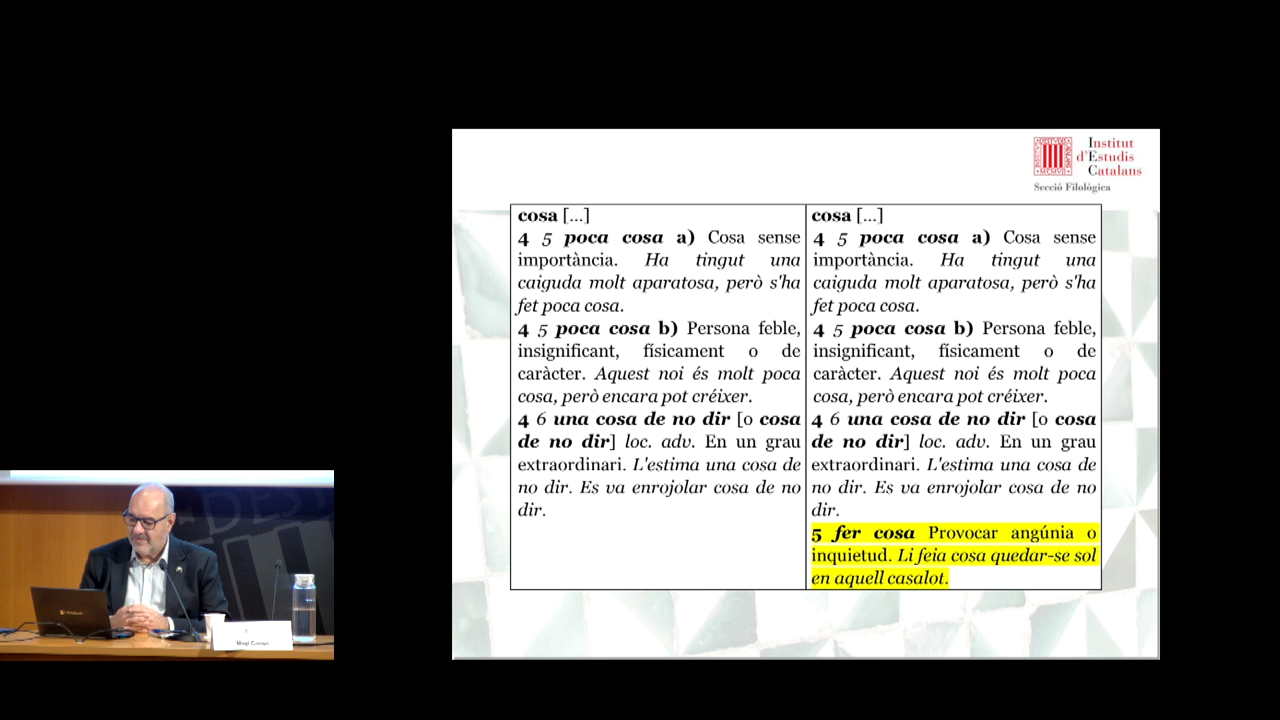 Institut
d'Estudis
Catalans
Secció Filològica
cosa [...]
4 5 poca cosa a) Cosa sense
importància. Ha tingut una
caiguda molt aparatosa, però s'ha
fet poca cosa.
4 5 poca cosa b) Persona feble,
insignificant, físicament o de
caràcter. Aquest noi és molt poca
cosa, però encara pot créixer.
4 6 una cosa de no dir [o cosa
de no dir] loc. adv. En un grau
extraordinari. L'estima una cosa de
no dir. Es va enrojolar cosa de no
dir.
cosa [...]
4 5 poca cosa a) Cosa sense
importància. Ha tingut una
caiguda molt aparatosa, però s'ha
fet poca cosa.
4 5 poca cosa b) Persona feble,
insignificant, físicament o de
caràcter. Aquest noi és molt poca
cosa, però encara pot créixer.
4 6 una cosa de no dir [o cosa
de no dir] loc. adv. En un grau
extraordinari. L'estima una cosa de
no dir. Es va enrojolar cosa de no
dir.
5 fer cosa Provocar angúnia o
inquietud. Li feia cosa quedar-se sol
en aquell casalot.